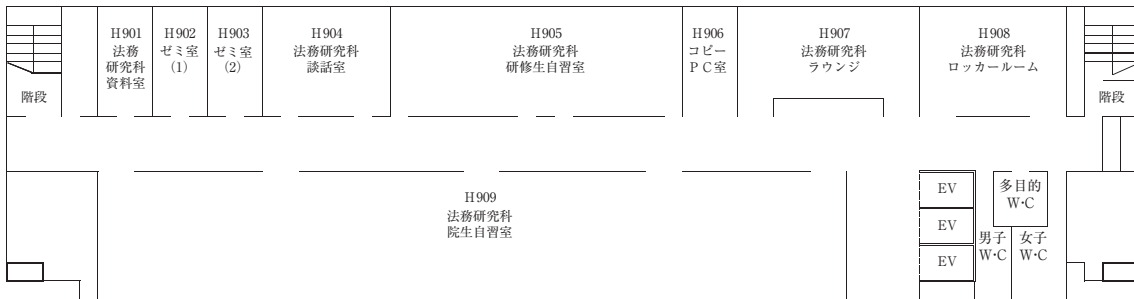 H901
法務
研究科
資料室
H902
ゼミ室
(1)
H903
ゼミ室
(2)
H904
法務研究科
談話室
H905
法務研究科
研修生自習室
H906
コピー
PC室
H907
法務研究科
ラウンジ
H908
法務研究科
ロッカールーム
階段
階段
H909
法務研究科
院生自習室
EV
EV
EV
多目的
W·C
男子
W·C
女子
W·C